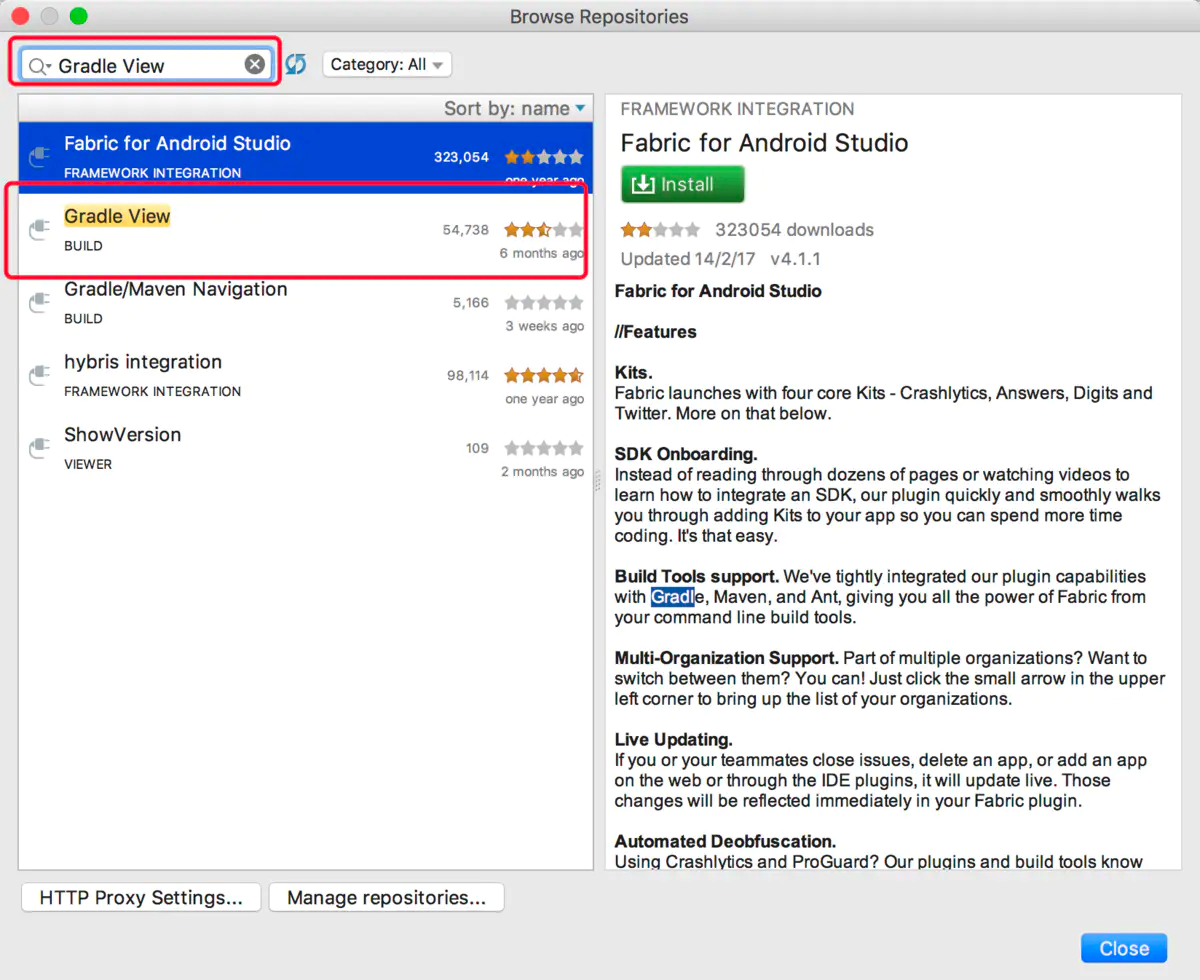 Browse Repositories
Gradle View
Category: All
Sort by: name
Fabric for Android Studio
323,054
FRAMEWORK INTEGRATION
one year ago
Gradle View
54,738
BUILD
6 months ago
Gradle/Maven Navigation
5,166
BUILD
3 weeks ago
hybris integration
98,114
FRAMEWORK INTEGRATION
one year ago
ShowVersion
109
VIEWER
2 months ago
FRAMEWORK INTEGRATION
Fabric for Android Studio
Install
323054 downloads
Updated 14/2/17 v4.1.1
Fabric for Android Studio
//Features
Kits.
Fabric launches with four core Kits - Crashlytics, Answers, Digits and
Twitter. More on that below.
SDK Onboarding.
Instead of reading through dozens of pages or watching videos to
learn how to integrate an SDK, our plugin quickly and smoothly walks
you through adding Kits to your app so you can spend more time
coding. It's that easy.
Build Tools support. We've tightly integrated our plugin capabilities
with Gradle, Maven, and Ant, giving you all the power of Fabric from
your command line build tools.
Multi-Organization Support. Part of multiple organizations? Want to
switch between them? You can! Just click the small arrow in the upper
left corner to bring up the list of your organizations.
Live Updating.
If you or your teammates close issues, delete an app, or add an app
on the web or through the IDE plugins, it will update live. Those
changes will be reflected immediately in your Fabric plugin.
Automated Deobfuscation.
Using Crashlytics and ProGuard? Our plugins and build tools know
HTTP Proxy Settings...
Manage repositories...
Close